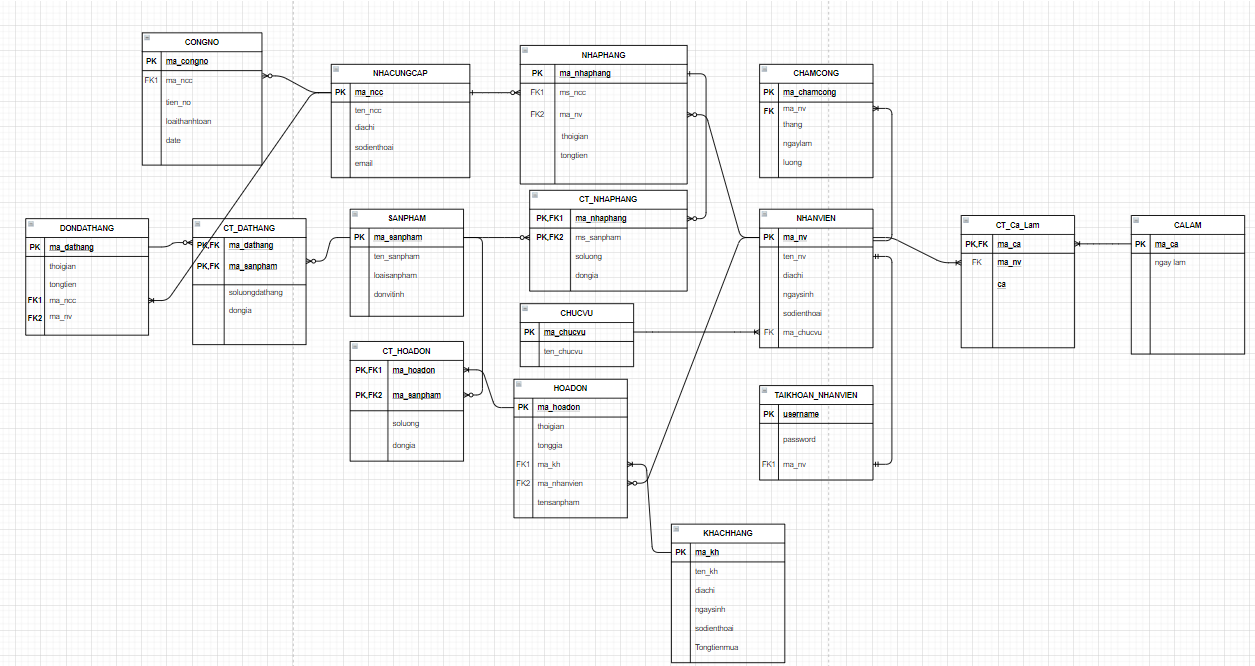 CONGNO
PK ma_congno
FK1 ma_ncc
tien_no
loaithanhtoan
date
NHACUNGCAP
PK ma_ncc
ten_ncc
diachi
sodienthoai
email
NHAPHANG
PK ma_nhaphang
FK1 ms_ncc
FK2 ma_nv
thoigian
tongtien
CHAMCONG
PK ma_chamcong
FK ma_nv
thang
ngaylam
luong
DONDATHANG
PK ma_dathang
thoigian
tongtien
FK1 ma_ncc
FK2 ma_nv
CT_DATHANG
PK,FK ma_dathang
PK,FK ma_sanpham
soluongdathang
dongia
SANPHAM
PK ma_sanpham
ten_sanpham
loaisanpham
donvitinh
CT_NHAPHANG
PK,FK1 ma_nhaphang
PK,FK2 ms_sanpham
soluong
dongia
NHANVIEN
PK ma_nv
ten_nv
diachi
ngaysinh
sodienthoai
FK ma_chucvu
CT_Ca_Lam
PK,FK ma_ca
FK ma_nv
ca
CALAM
PK ma_ca
ngay lam
CHUCVU
PK ma_chucvu
ten_chucvu
CT_HOADON
PK,FK1 ma_hoadon
PK,FK2 ma_sanpham
soluong
dongia
HOADON
PK ma_hoadon
thoigian
tonggia
FK1 ma_kh
FK2 ma_nhanvien
tensanpham
TAIKHOAN_NHANVIEN
PK username
password
FK1 ma_nv
KHACHHANG
PK ma_kh
ten_kh
diachi
ngaysinh
sodienthoai
Tongtienmua